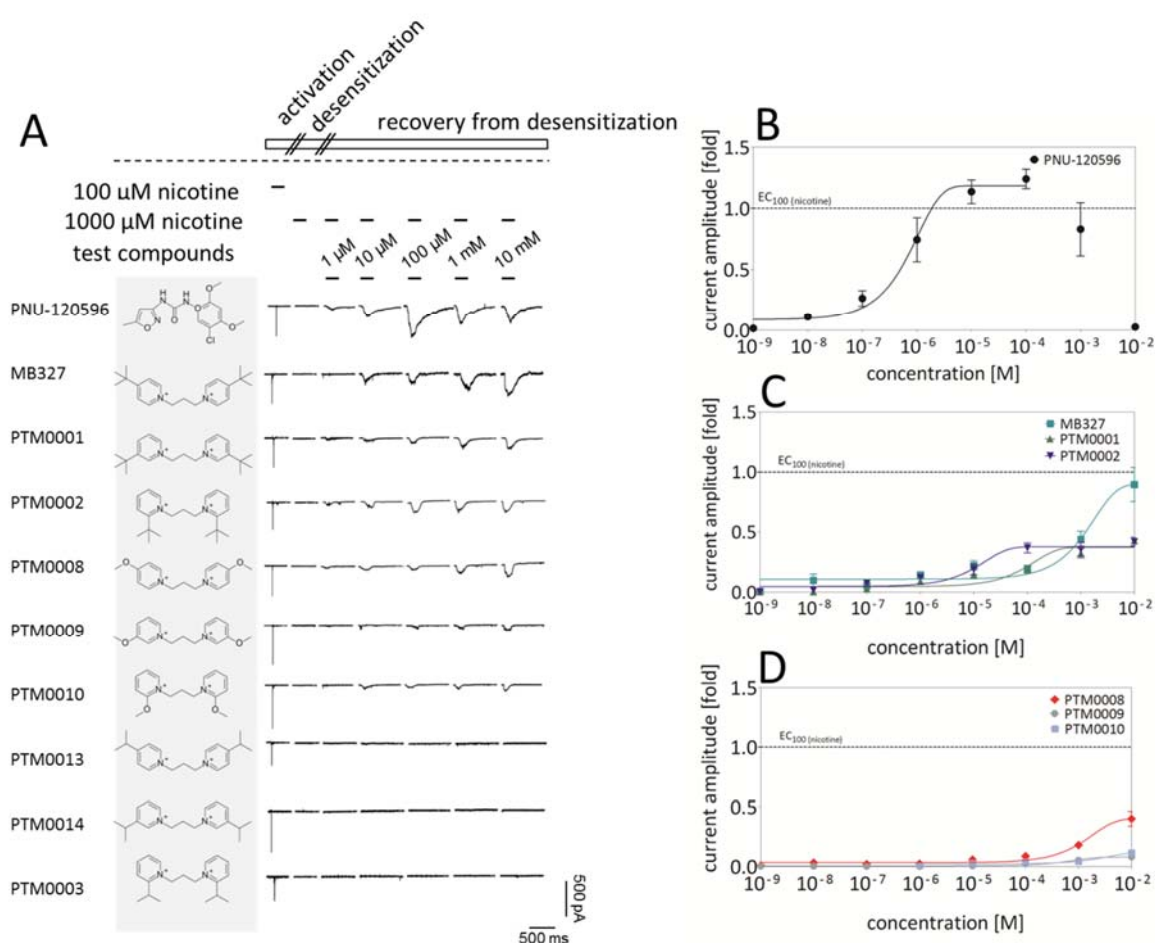 A
activation
desensitization
recovery from desensitization
100 µM nicotine
1000 µM nicotine
test compounds
1 µM 10 µM 100 µM 1 mM 10 mM
PNU-120596
MB327
PTM0001
PTM0002
PTM0008
PTM0009
PTM0010
PTM0013
PTM0014
PTM0003
500 pA
500 ms
B
current amplitude [fold]
1.5
1.0
0.5
0.0
EC100 (nicotine)
PNU-120596
10-9 10-8 10-7 10-6 10-5 10-4 10-3 10-2
concentration [M]
C
current amplitude [fold]
1.5
1.0
0.5
0.0
EC100 (nicotine)
MB327
PTM0001
PTM0002
10-9 10-8 10-7 10-6 10-5 10-4 10-3 10-2
concentration [M]
D
current amplitude [fold]
1.5
1.0
0.5
0.0
EC100 (nicotine)
PTM0008
PTM0009
PTM0010
10-9 10-8 10-7 10-6 10-5 10-4 10-3 10-2
concentration [M]